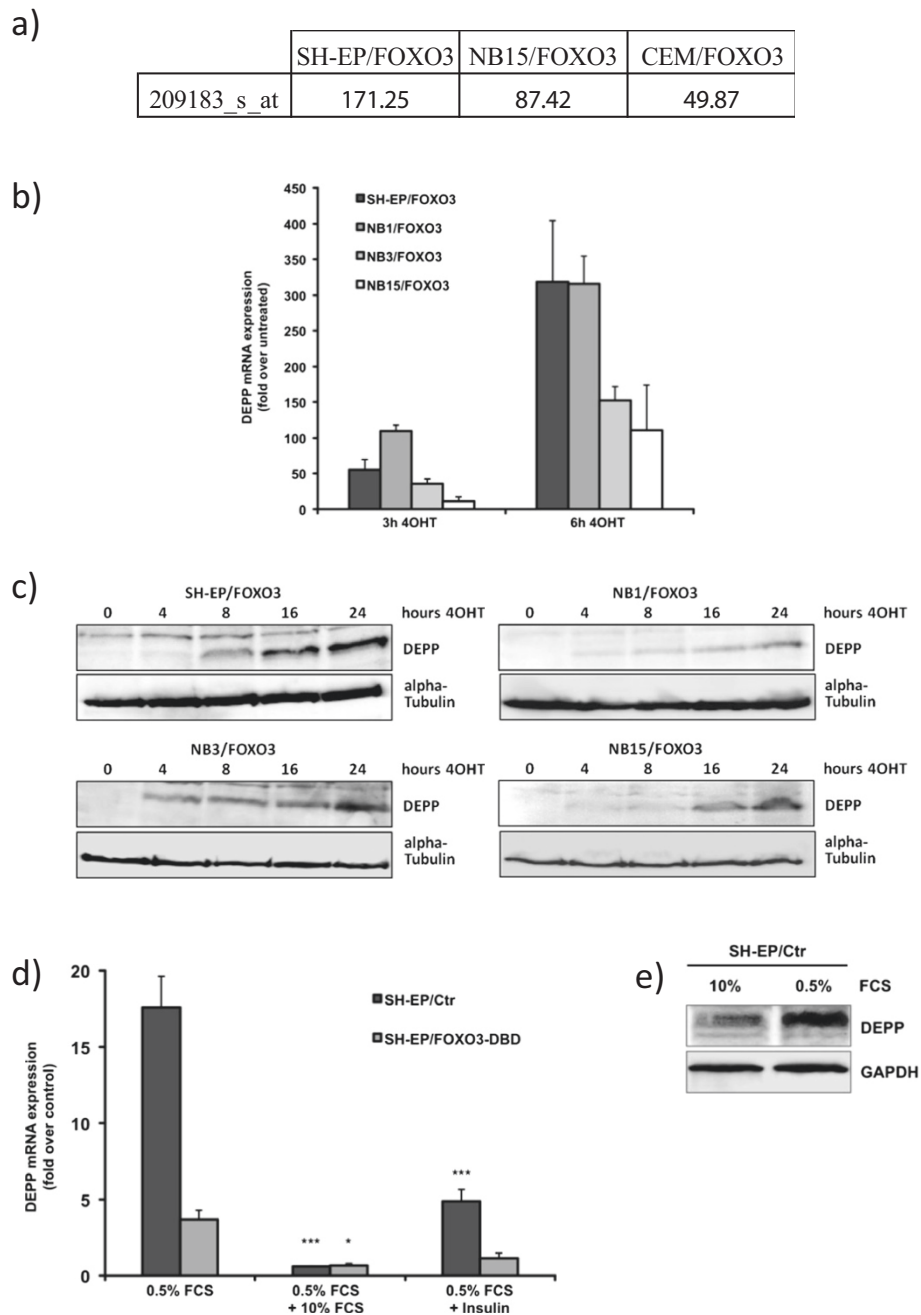 a)
SH-EP/FOXO3 NB15/FOXO3 CEM/FOXO3
209183_s_at 171.25 87.42 49.87
b)
DEPP mRNA expression
(fold over untreated)
450
400
350
300
250
200
150
100
50
0
SH-EP/FOXO3
NB1/FOXO3
NB3/FOXO3
NB15/FOXO3
3h 4OHT 6h 4OHT
c)
SH-EP/FOXO3
0 4 8 16 24 hours 4OHT
DEPP
alpha-
Tubulin
NB1/FOXO3
0 4 8 16 24 hours 4OHT
DEPP
alpha-
Tubulin
NB3/FOXO3
0 4 8 16 24 hours 4OHT
DEPP
alpha-
Tubulin
NB15/FOXO3
0 4 8 16 24 hours 4OHT
DEPP
alpha-
Tubulin
d)
DEPP mRNA expression
(fold over control)
20
15
10
5
0
SH-EP/Ctr
SH-EP/FOXO3-DBD
*** * ***
0.5% FCS 0.5% FCS 0.5% FCS
+ 10% FCS + Insulin
e)
SH-EP/Ctr
10% 0.5% FCS
DEPP
GAPDH